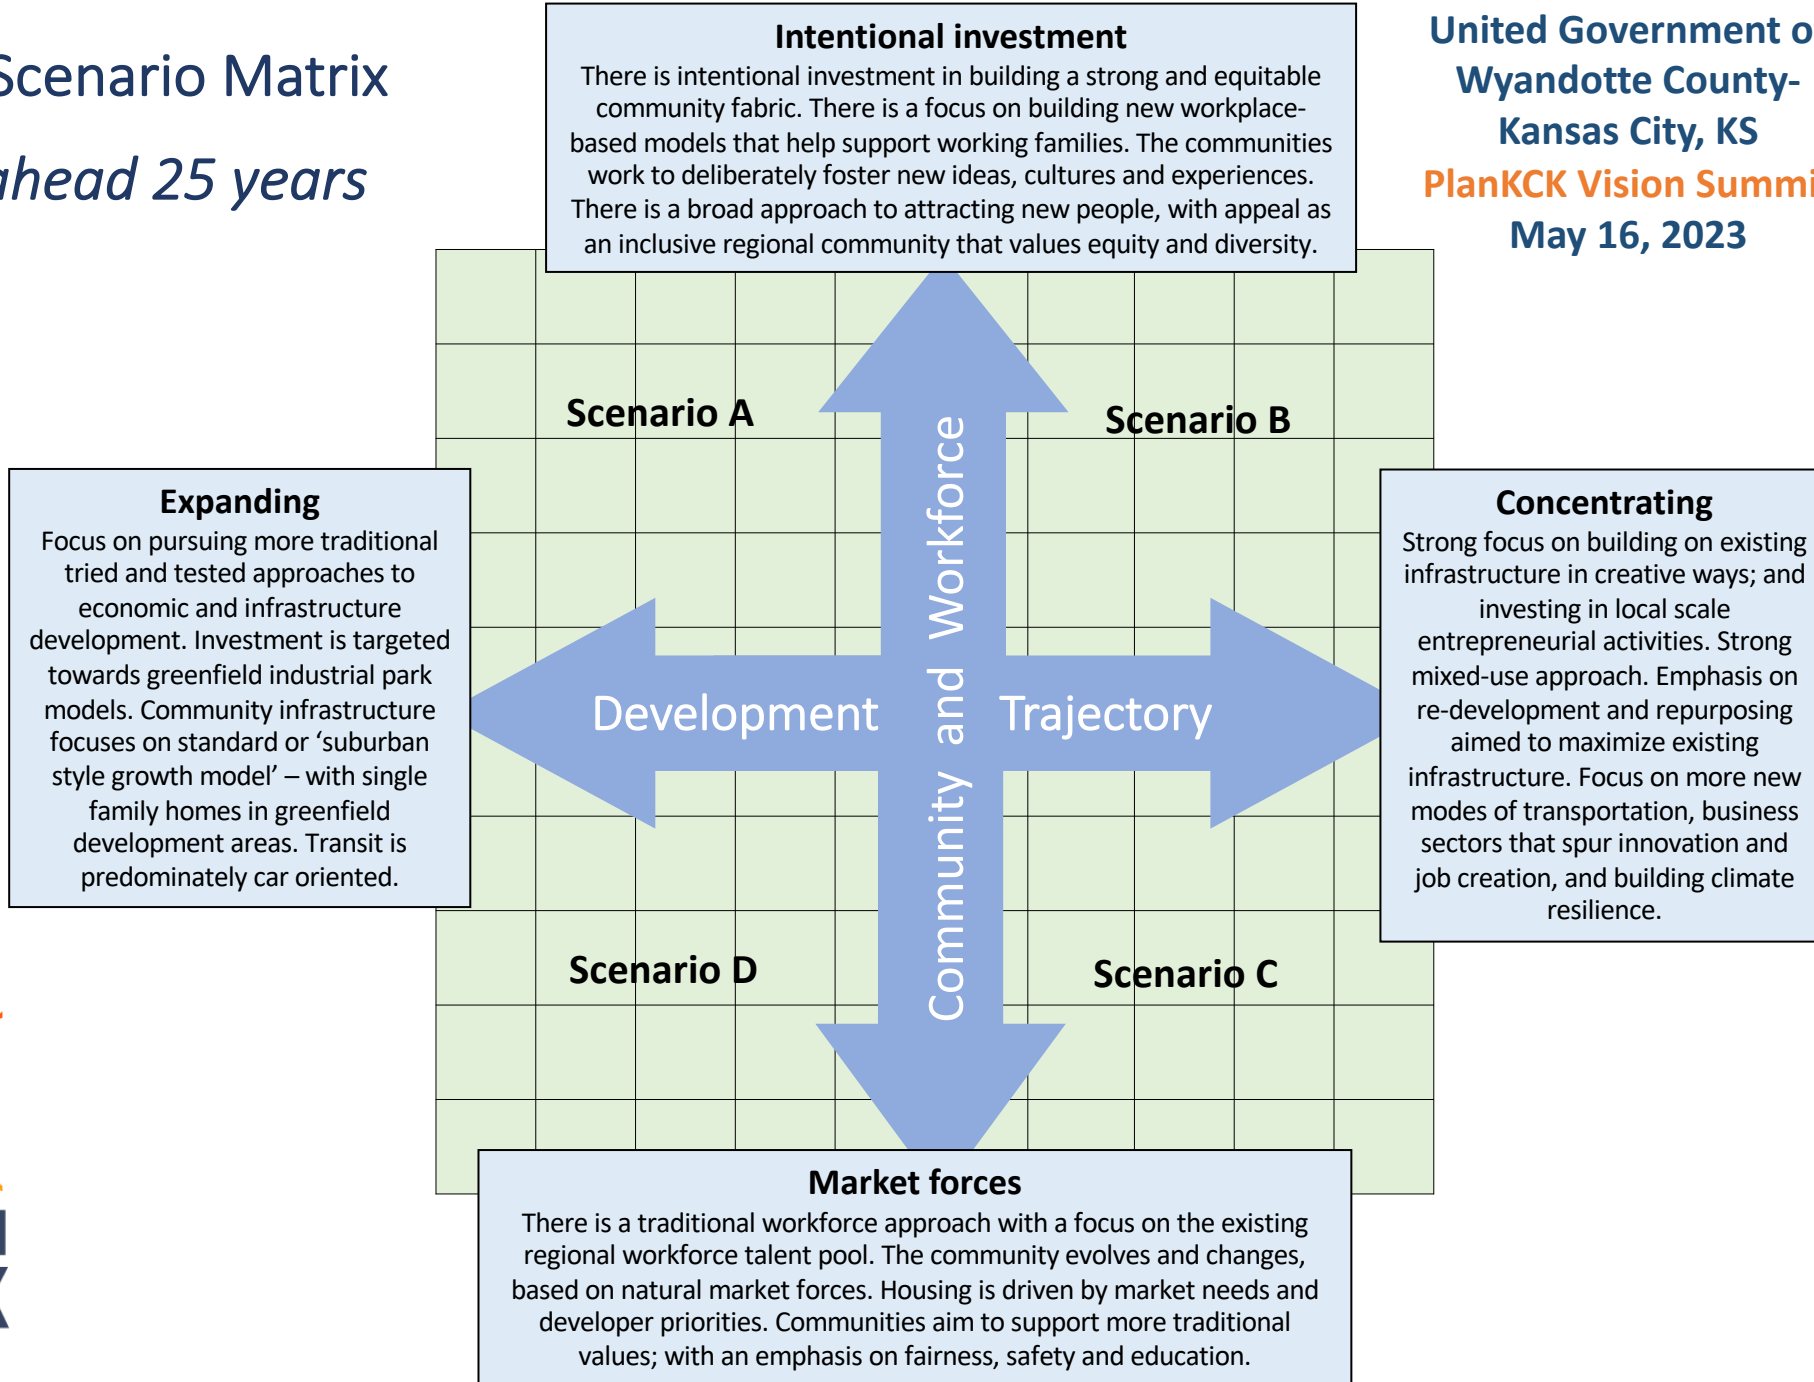 Scenario Matrix
ahead 25 years
United Government o
Wyandotte County-
Kansas City, KS
PlanKCK Vision Summi
May 16, 2023
Intentional investment
There is intentional investment in building a strong and equitable
community fabric. There is a focus on building new workplace-
based models that help support working families. The communities
work to deliberately foster new ideas, cultures and experiences.
There is a broad approach to attracting new people, with appeal as
an inclusive regional community that values equity and diversity.
Scenario A
Scenario B
Expanding
Focus on pursuing more traditional
tried and tested approaches to
economic and infrastructure
development. Investment is targeted
towards greenfield industrial park
models. Community infrastructure
focuses on standard or ‘suburban
style growth model’ – with single
family homes in greenfield
development areas. Transit is
predominately car oriented.
Development Trajectory
Community and Workforce
Concentrating
Strong focus on building on existing
infrastructure in creative ways; and
investing in local scale
entrepreneurial activities. Strong
mixed-use approach. Emphasis on
re-development and repurposing
aimed to maximize existing
infrastructure. Focus on more new
modes of transportation, business
sectors that spur innovation and
job creation, and building climate
resilience.
Scenario D
Scenario C
Market forces
There is a traditional workforce approach with a focus on the existing
regional workforce talent pool. The community evolves and changes,
based on natural market forces. Housing is driven by market needs and
developer priorities. Communities aim to support more traditional
values; with an emphasis on fairness, safety and education.